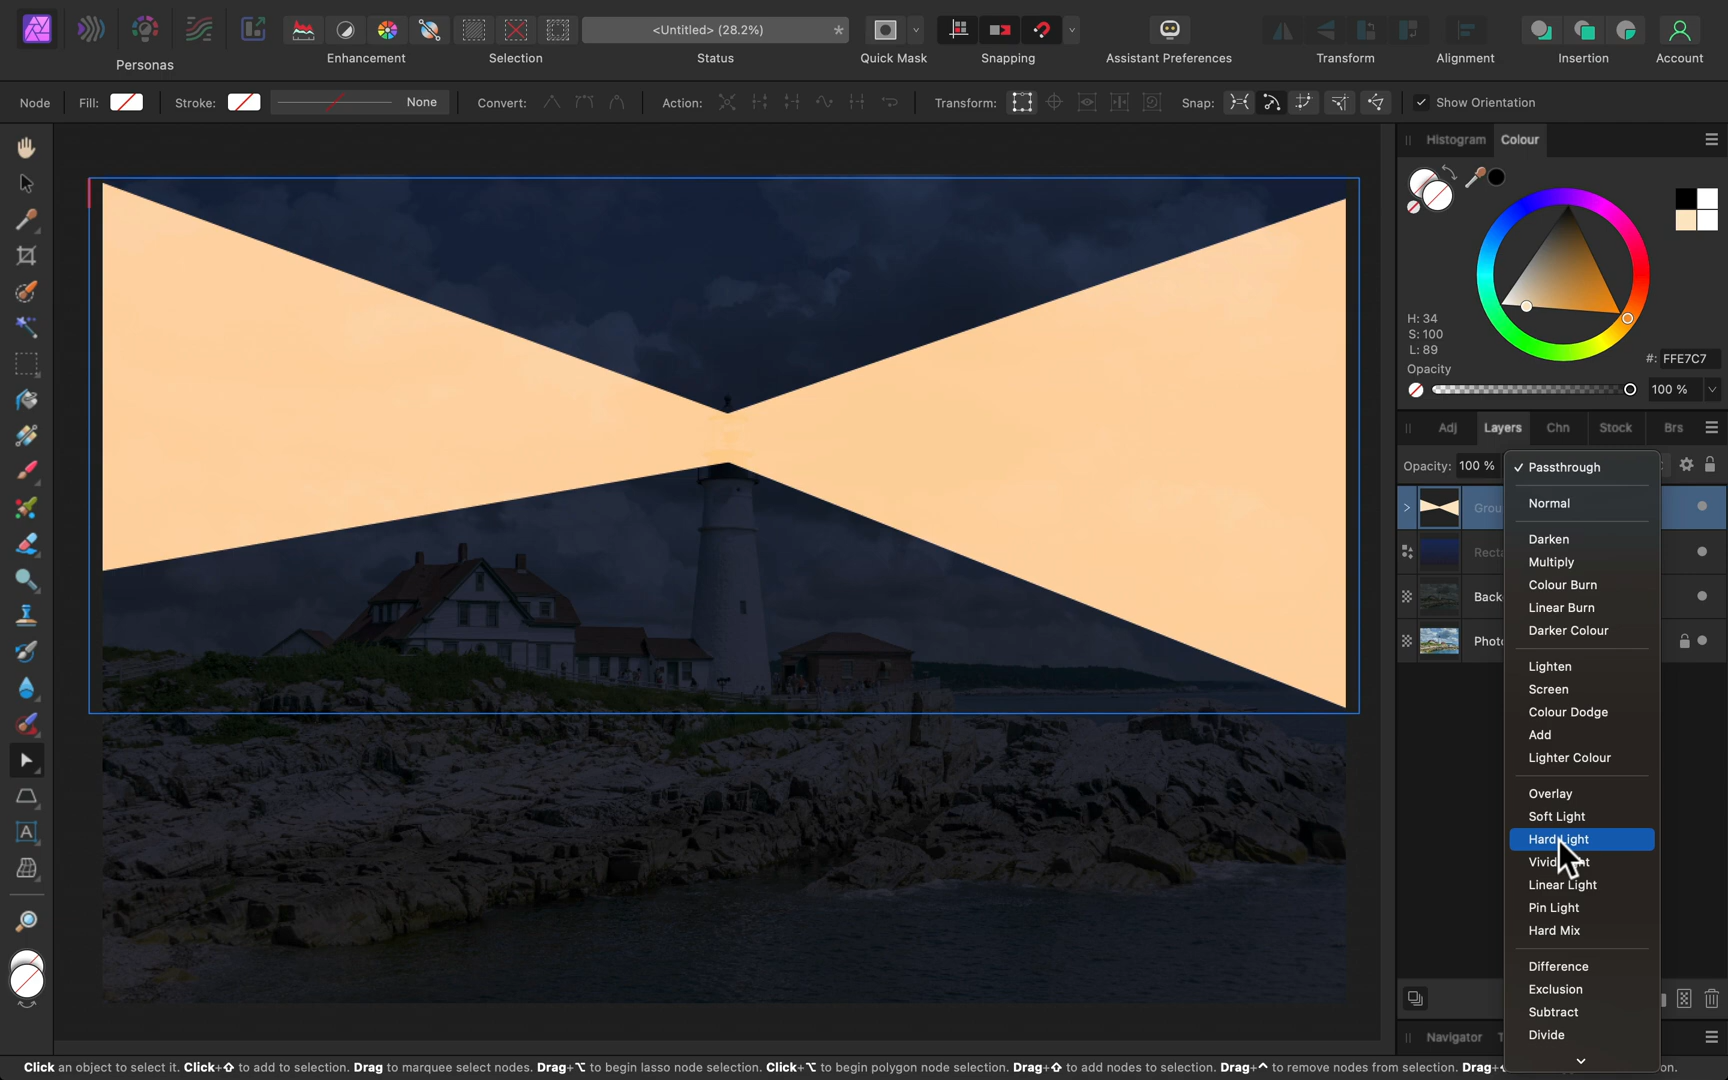 <Untitled> (28.2%)
*
Personas
Enhancement
Selection
Status
Quick Mask
Snapping
Assistant Preferences
Transform
Alignment
Insertion
Account
Node
Fill:
Stroke:
None
Convert:
Action:
Transform:
Snap:
Show Orientation
Histogram
Colour
H: 34
S: 100
L: 89
#: FFE7C7
Opacity
100 %
Adj
Layers
Chn
Stock
Brs
Opacity: 100 %
Passthrough
Normal
Darken
Multiply
Colour Burn
Linear Burn
Darker Colour
Lighten
Screen
Colour Dodge
Add
Lighter Colour
Overlay
Soft Light
Hard Light
Linear Light
Pin Light
Hard Mix
Difference
Exclusion
Subtract
Divide
Grou
Recta
Back
Photo
Navigator
A
Click an object to select it. Click+⇧ to add to selection. Drag to marquee select nodes. Drag+⌥ to begin lasso node selection. Click+⌥ to begin polygon node selection. Drag+⇧ to add nodes to selection. Drag+^ to remove nodes from selection. Drag+